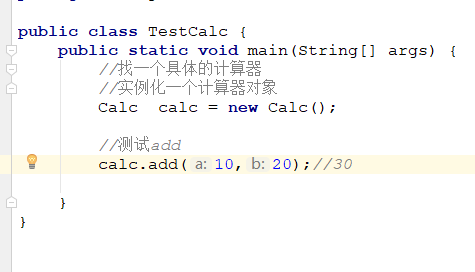 public class TestCalc {
public static void main(String[] args) {
//找一个具体的计算器
//实例化一个计算器对象
Calc  calc = new Calc();
//测试add
calc.add( a: 10, b: 20);//30
}
}